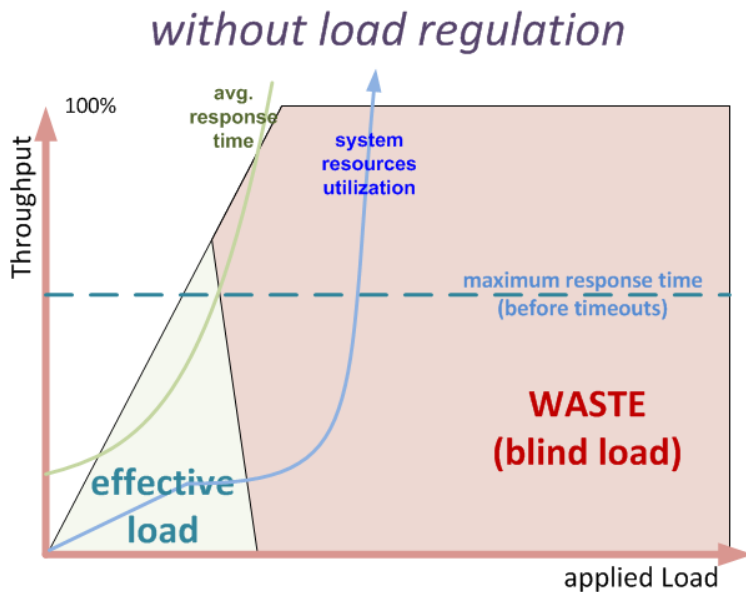 without load regulation
100%
avg.
response
time
system
resources
utilization
Throughput
maximum response time
(before timeouts)
WASTE
(blind load)
effective
load
applied Load